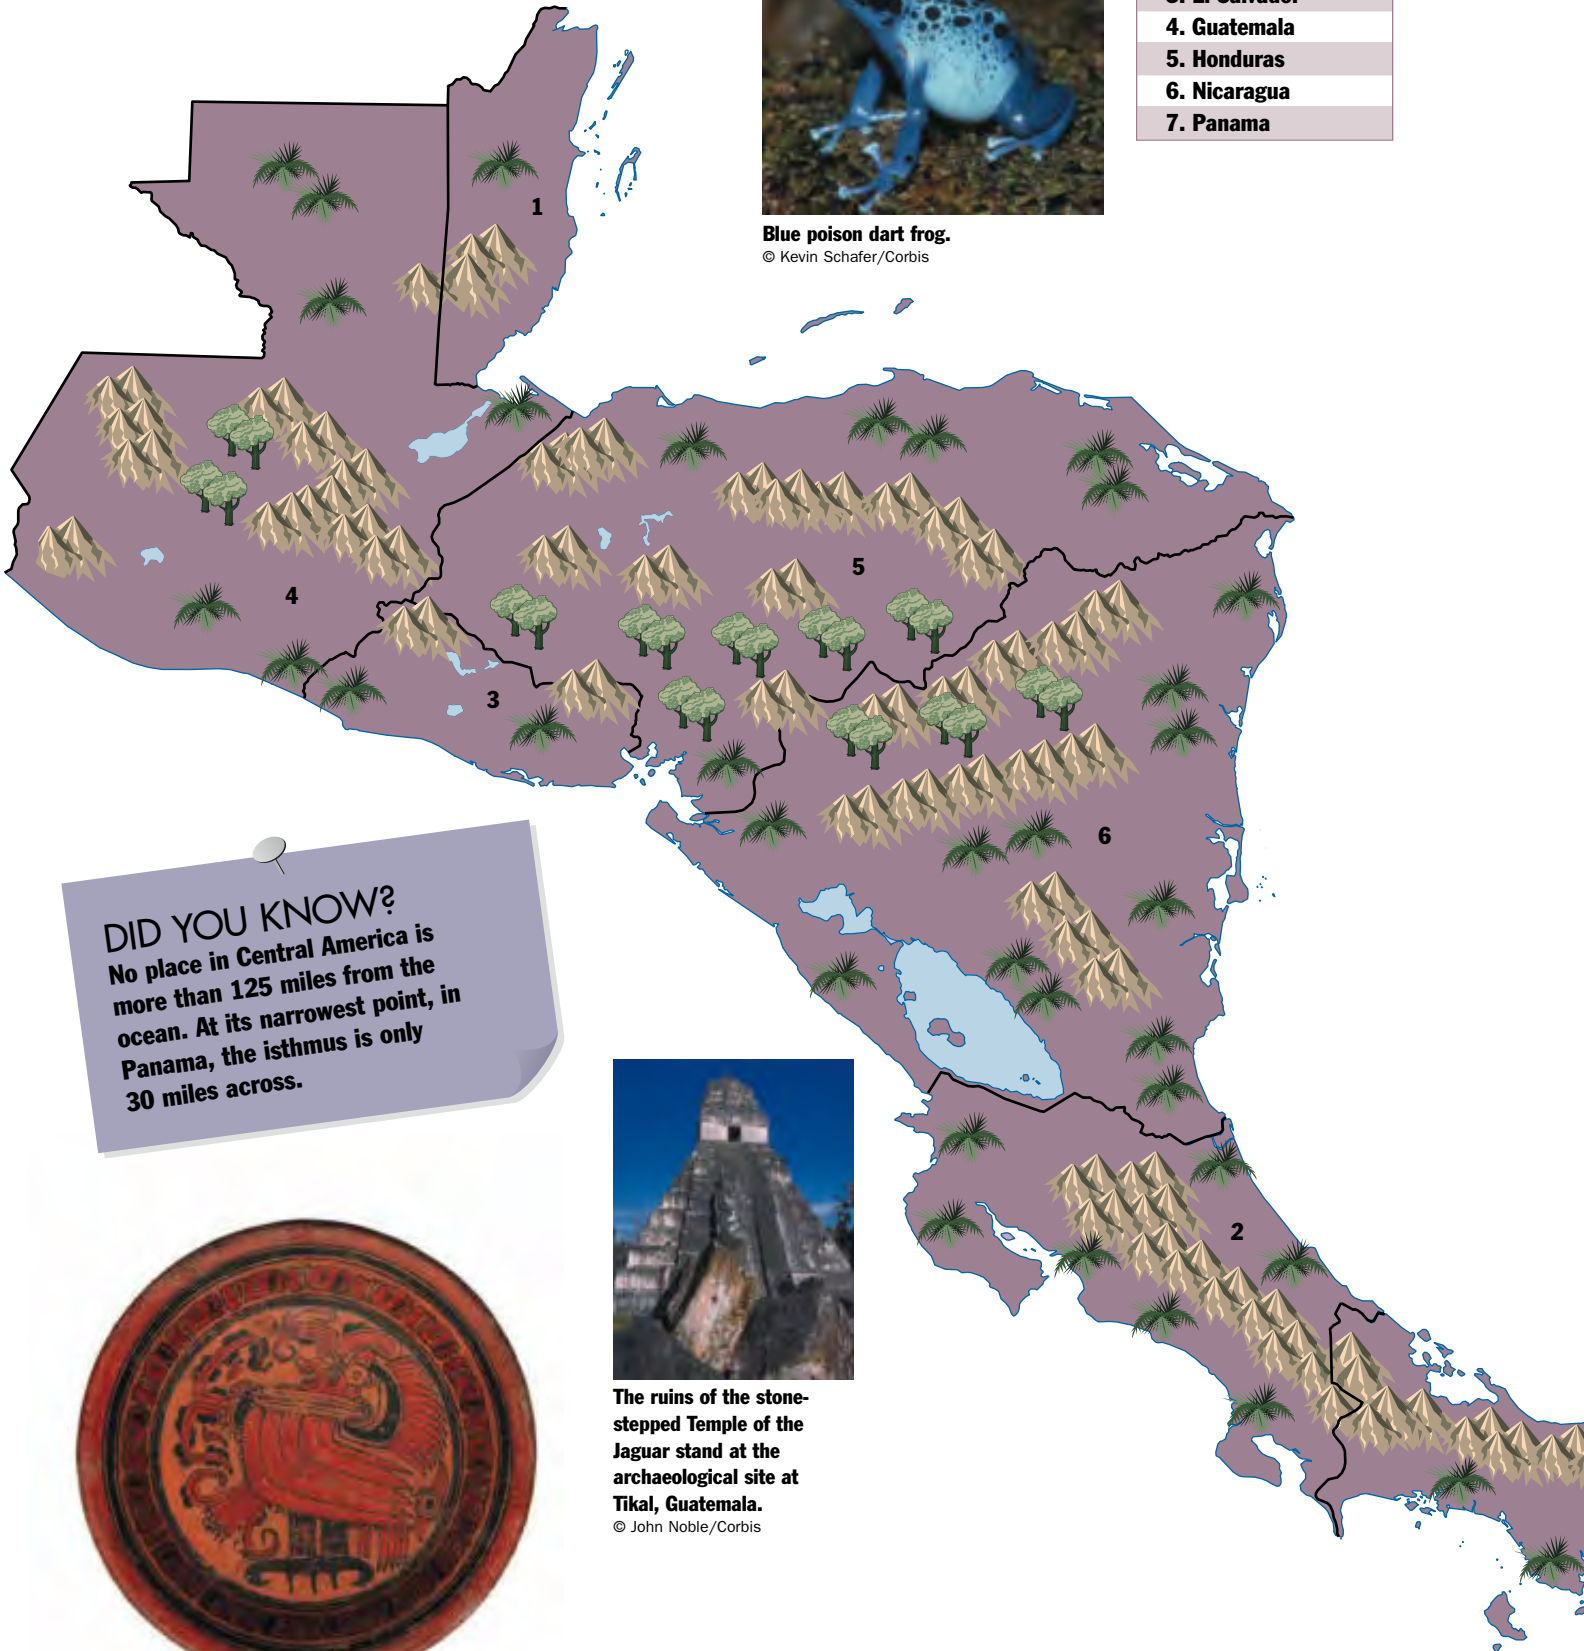 3. El Salvador
4. Guatemala
5. Honduras
6. Nicaragua
7. Panama
Blue poison dart frog.
© Kevin Schafer/Corbis
1
5
4
3
6
DID YOU KNOW?
No place in Central America is
more than 125 miles from the
ocean. At its narrowest point, in
Panama, the isthmus is only
30 miles across.
2
The ruins of the stone-
stepped Temple of the
Jaguar stand at the
archaeological site at
Tikal, Guatemala.
© John Noble/Corbis